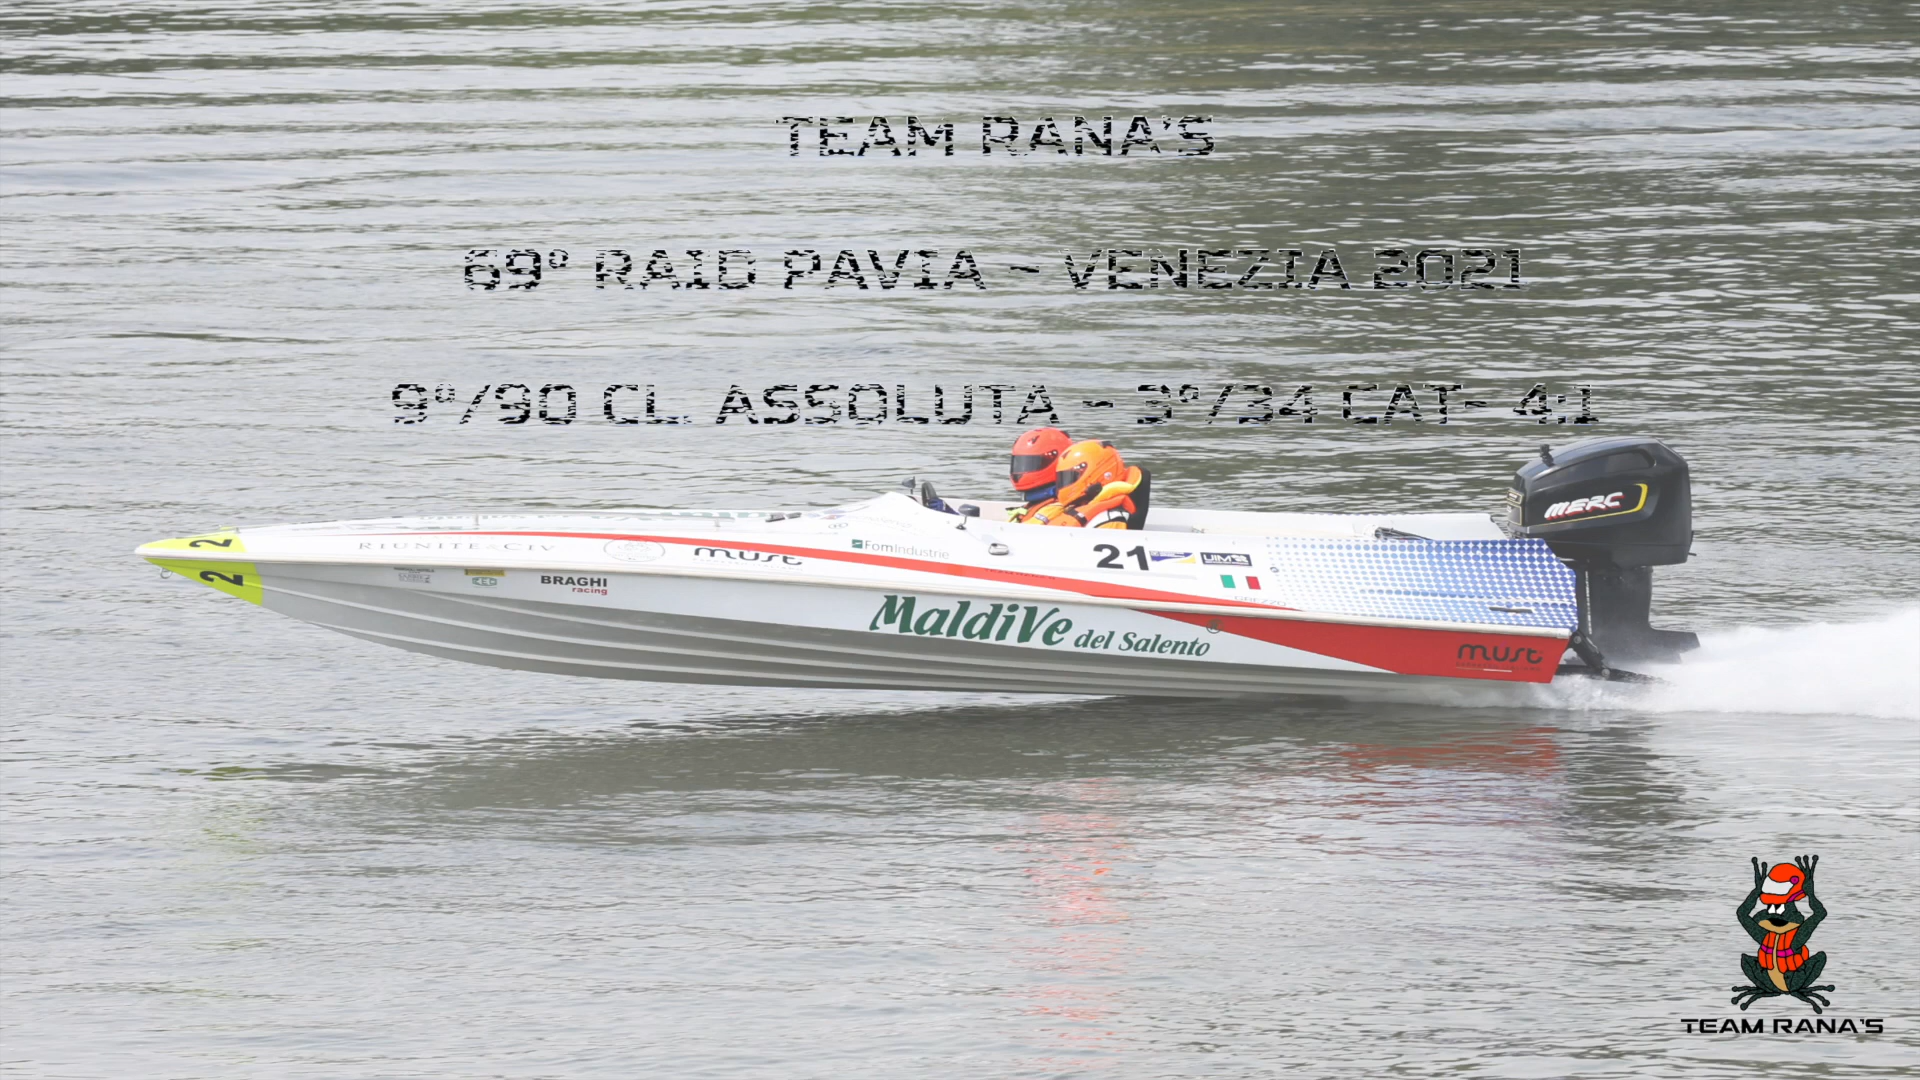 TEAM RANA'S
69° RAID PAVIA - VENEZIA 2021
9°/90 CL. ASSOLUTA - 3°/34 CAT- 4:1
MERC
2
2
RIUNITE & CIV
must
FomIndustrie
21
UIM
BRAGHI
racing
MaldiVe del Salento ®
must
TEAM RANA'S